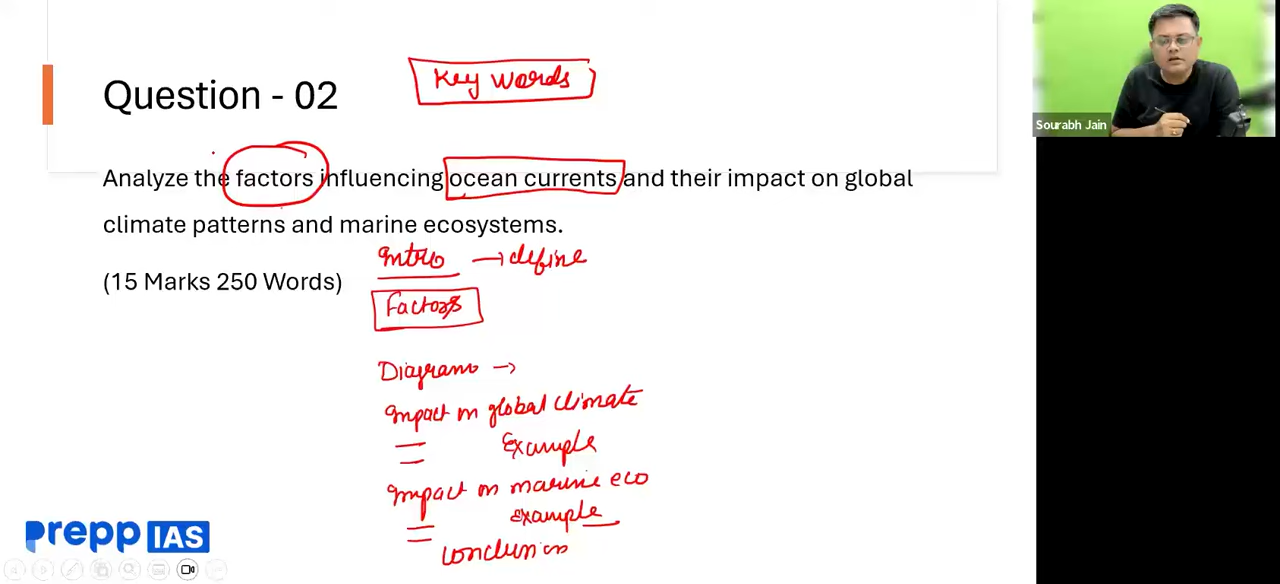 Key words
Question - 02
Sourabh Jain
Analyze the factors influencing ocean currents and their impact on global
climate patterns and marine ecosystems.
Intro → define
(15 Marks 250 Words)
Factors
Diagram →
Impact on global climate
Example
Impact on marine eco
Example
Conclusion
prepp IAS